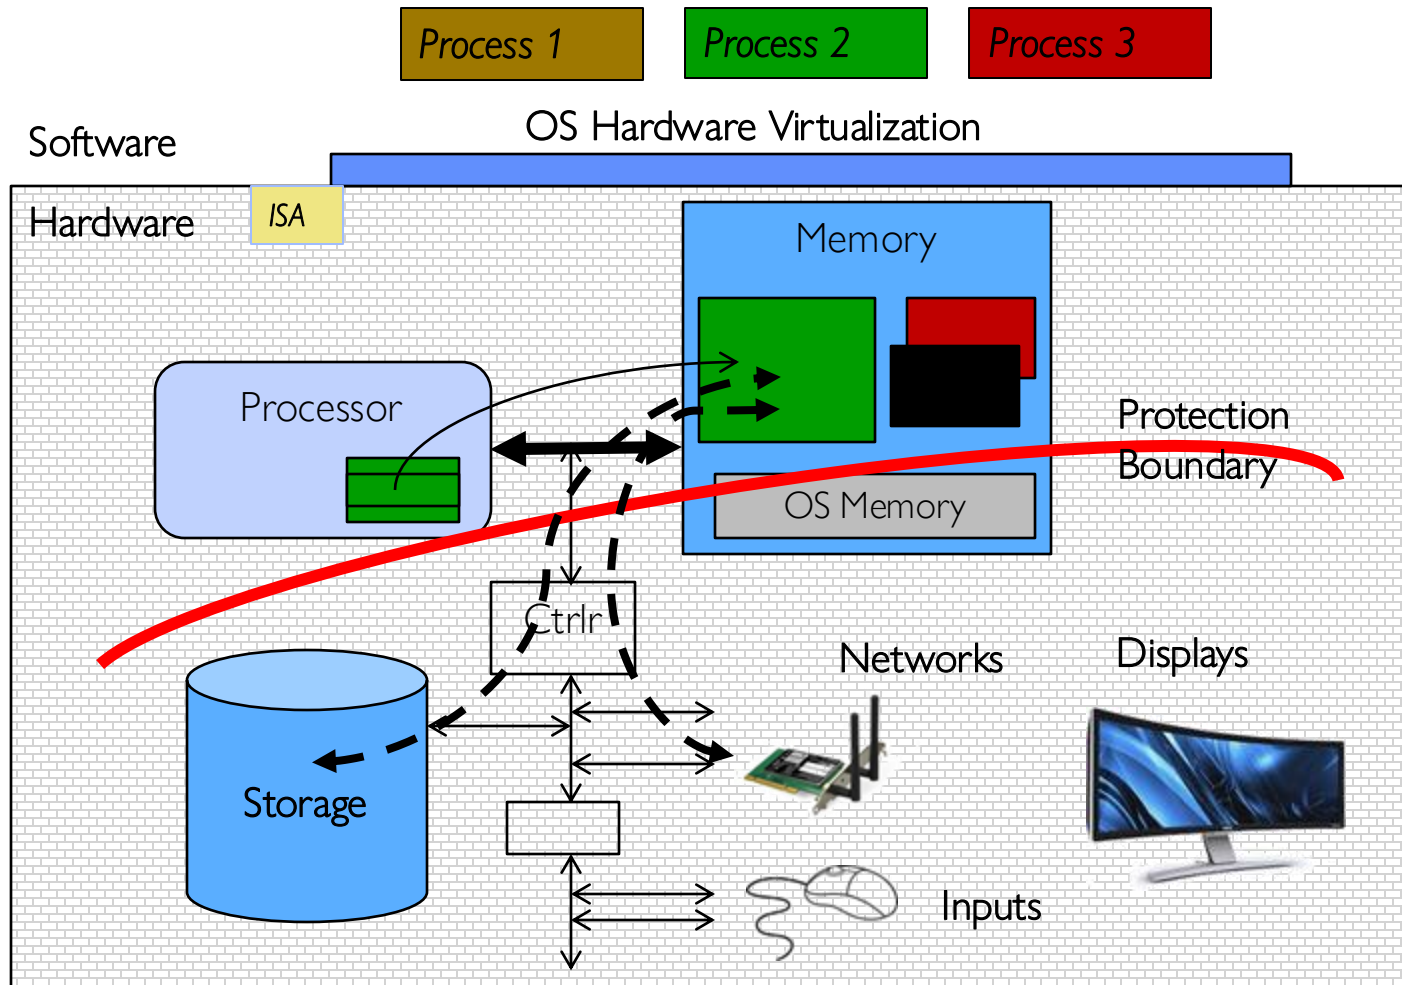 Process 1
Process 2
Process 3
OS Hardware Virtualization
Software
Hardware
ISA
Memory
Processor
Protection
Boundary
OS Memory
Ctrlr
Networks
Displays
Storage
Inputs